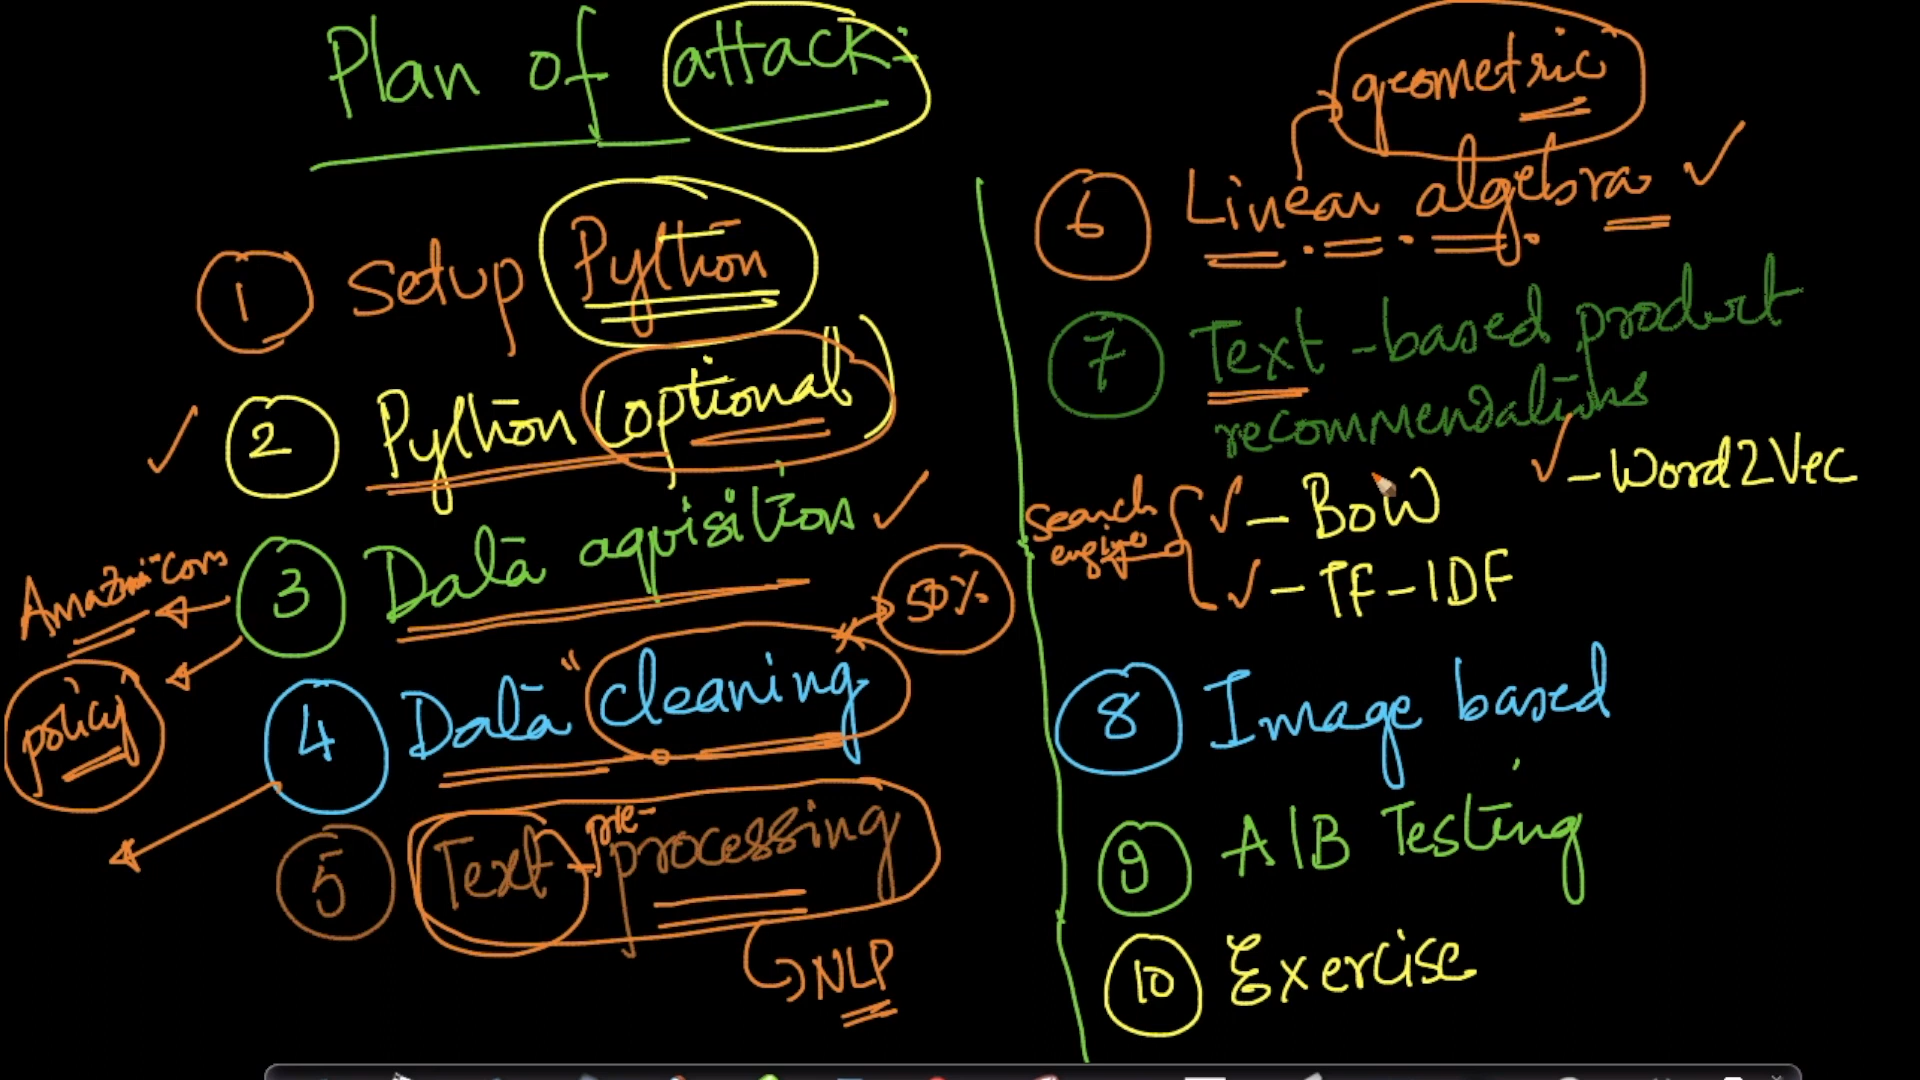 Plan of attack:
1 Setup Python
2 Python (optional)
3 Data aquisition
Amazon.com
policy
50%
4 Data "cleaning
5 Text-pre-processing
NLP
geometric
6 Linear algebra
7 Text-based product
recommendations
Search
engine
- BoW
- Word2Vec
- TF-IDF
8 Image based
9 A/B Testing
10 Exercise